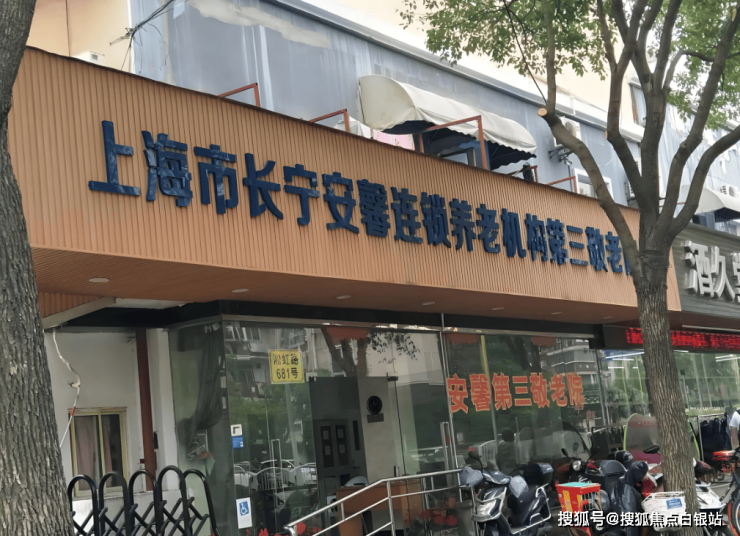 上海市长宁安馨连锁养老机构第三敬老院
酒久
淞虹路
681号
安馨第三敬老院
搜狐号@搜狐焦点白银站